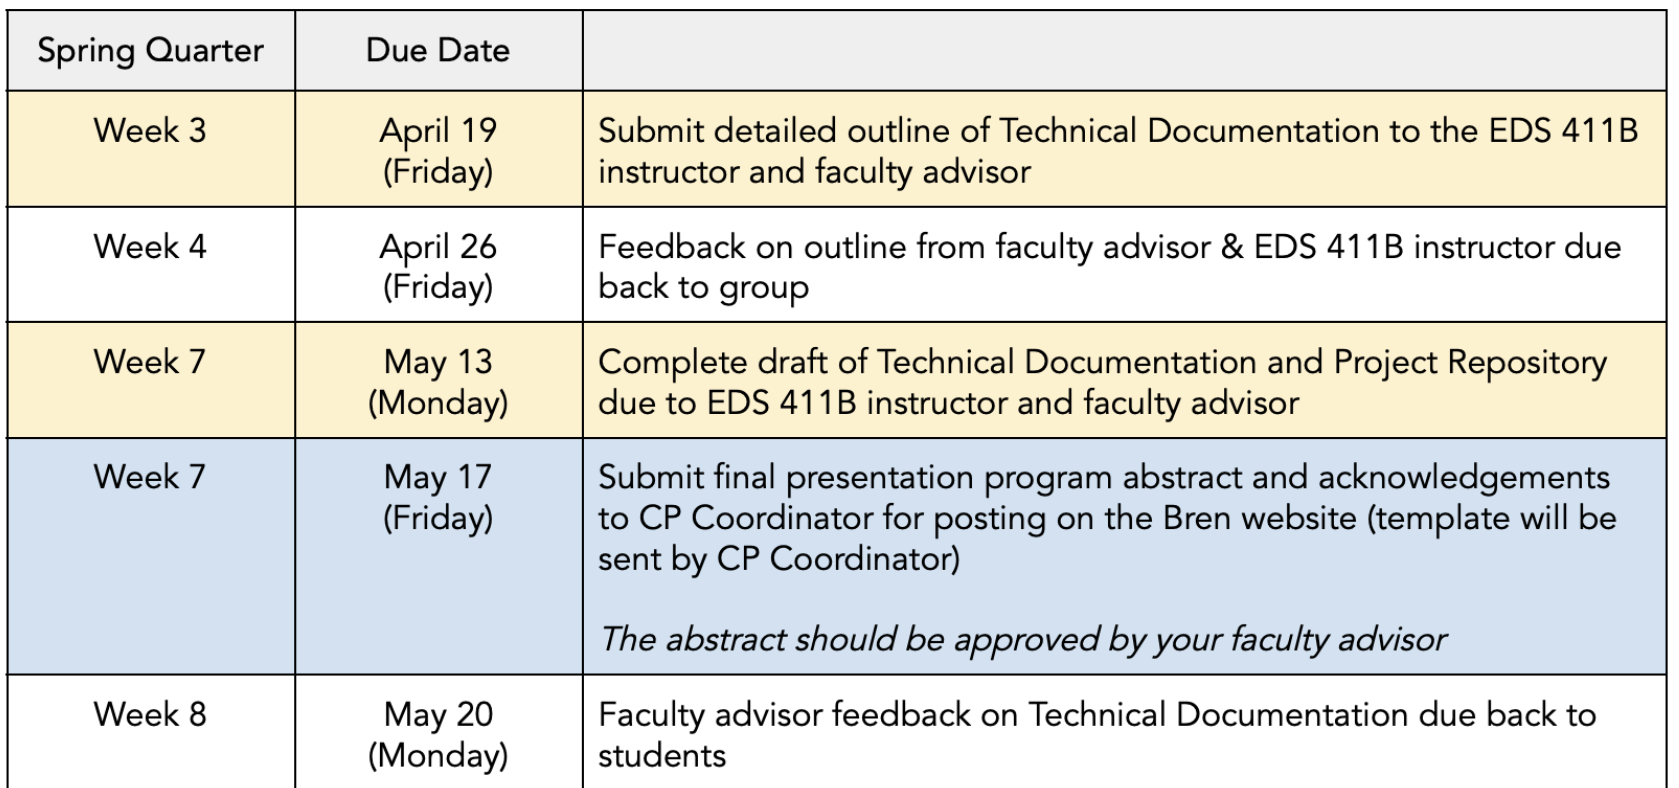 Spring Quarter
Due Date
Week 3
April 19
(Friday)
Submit detailed outline of Technical Documentation to the EDS 411B
instructor and faculty advisor
Week 4
April 26
(Friday)
Feedback on outline from faculty advisor & EDS 411B instructor due
back to group
Week 7
May 13
(Monday)
Complete draft of Technical Documentation and Project Repository
due to EDS 411B instructor and faculty advisor
Week 7
May 17
(Friday)
Submit final presentation program abstract and acknowledgements
to CP Coordinator for posting on the Bren website (template will be
sent by CP Coordinator)
The abstract should be approved by your faculty advisor
Week 8
May 20
(Monday)
Faculty advisor feedback on Technical Documentation due back to
students